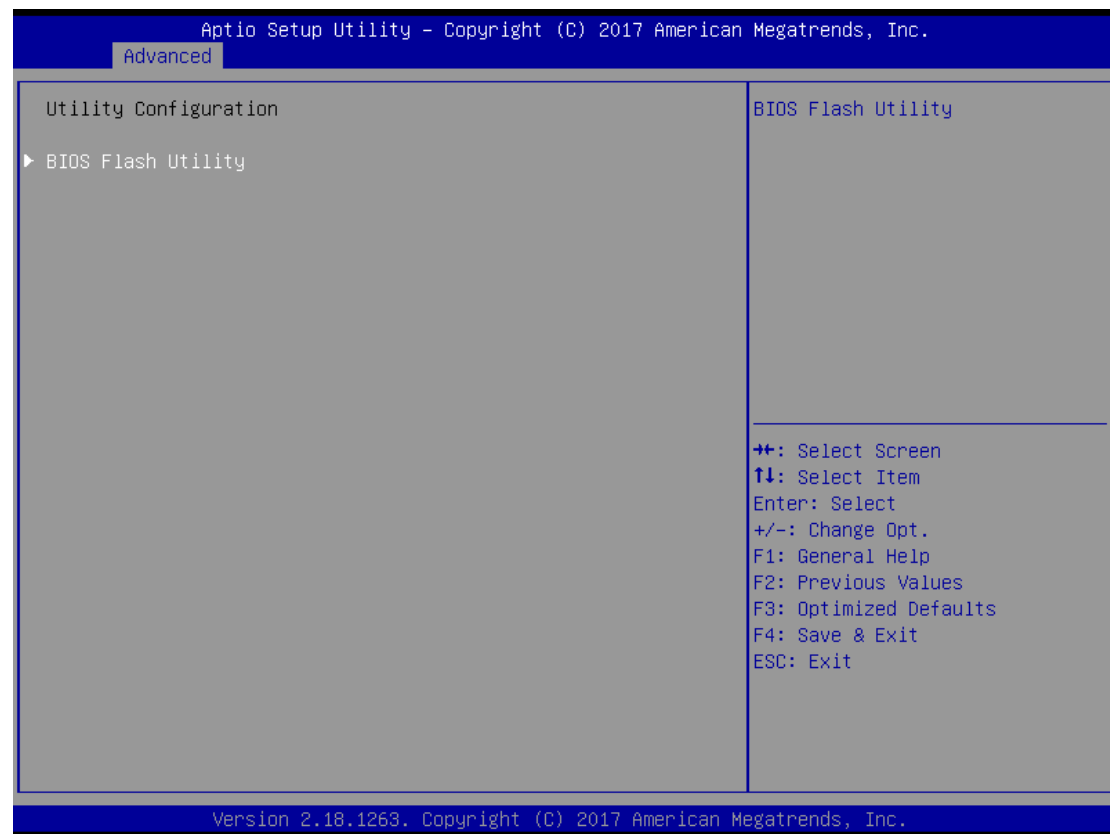 Aptio Setup Utility – Copyright (C) 2017 American Megatrends, Inc.
Advanced
Utility Configuration
BIOS Flash Utility
BIOS Flash Utility
→←: Select Screen
↑↓: Select Item
Enter: Select
+/-: Change Opt.
F1: General Help
F2: Previous Values
F3: Optimized Defaults
F4: Save & Exit
ESC: Exit
Version 2.18.1263. Copyright (C) 2017 American Megatrends, Inc.